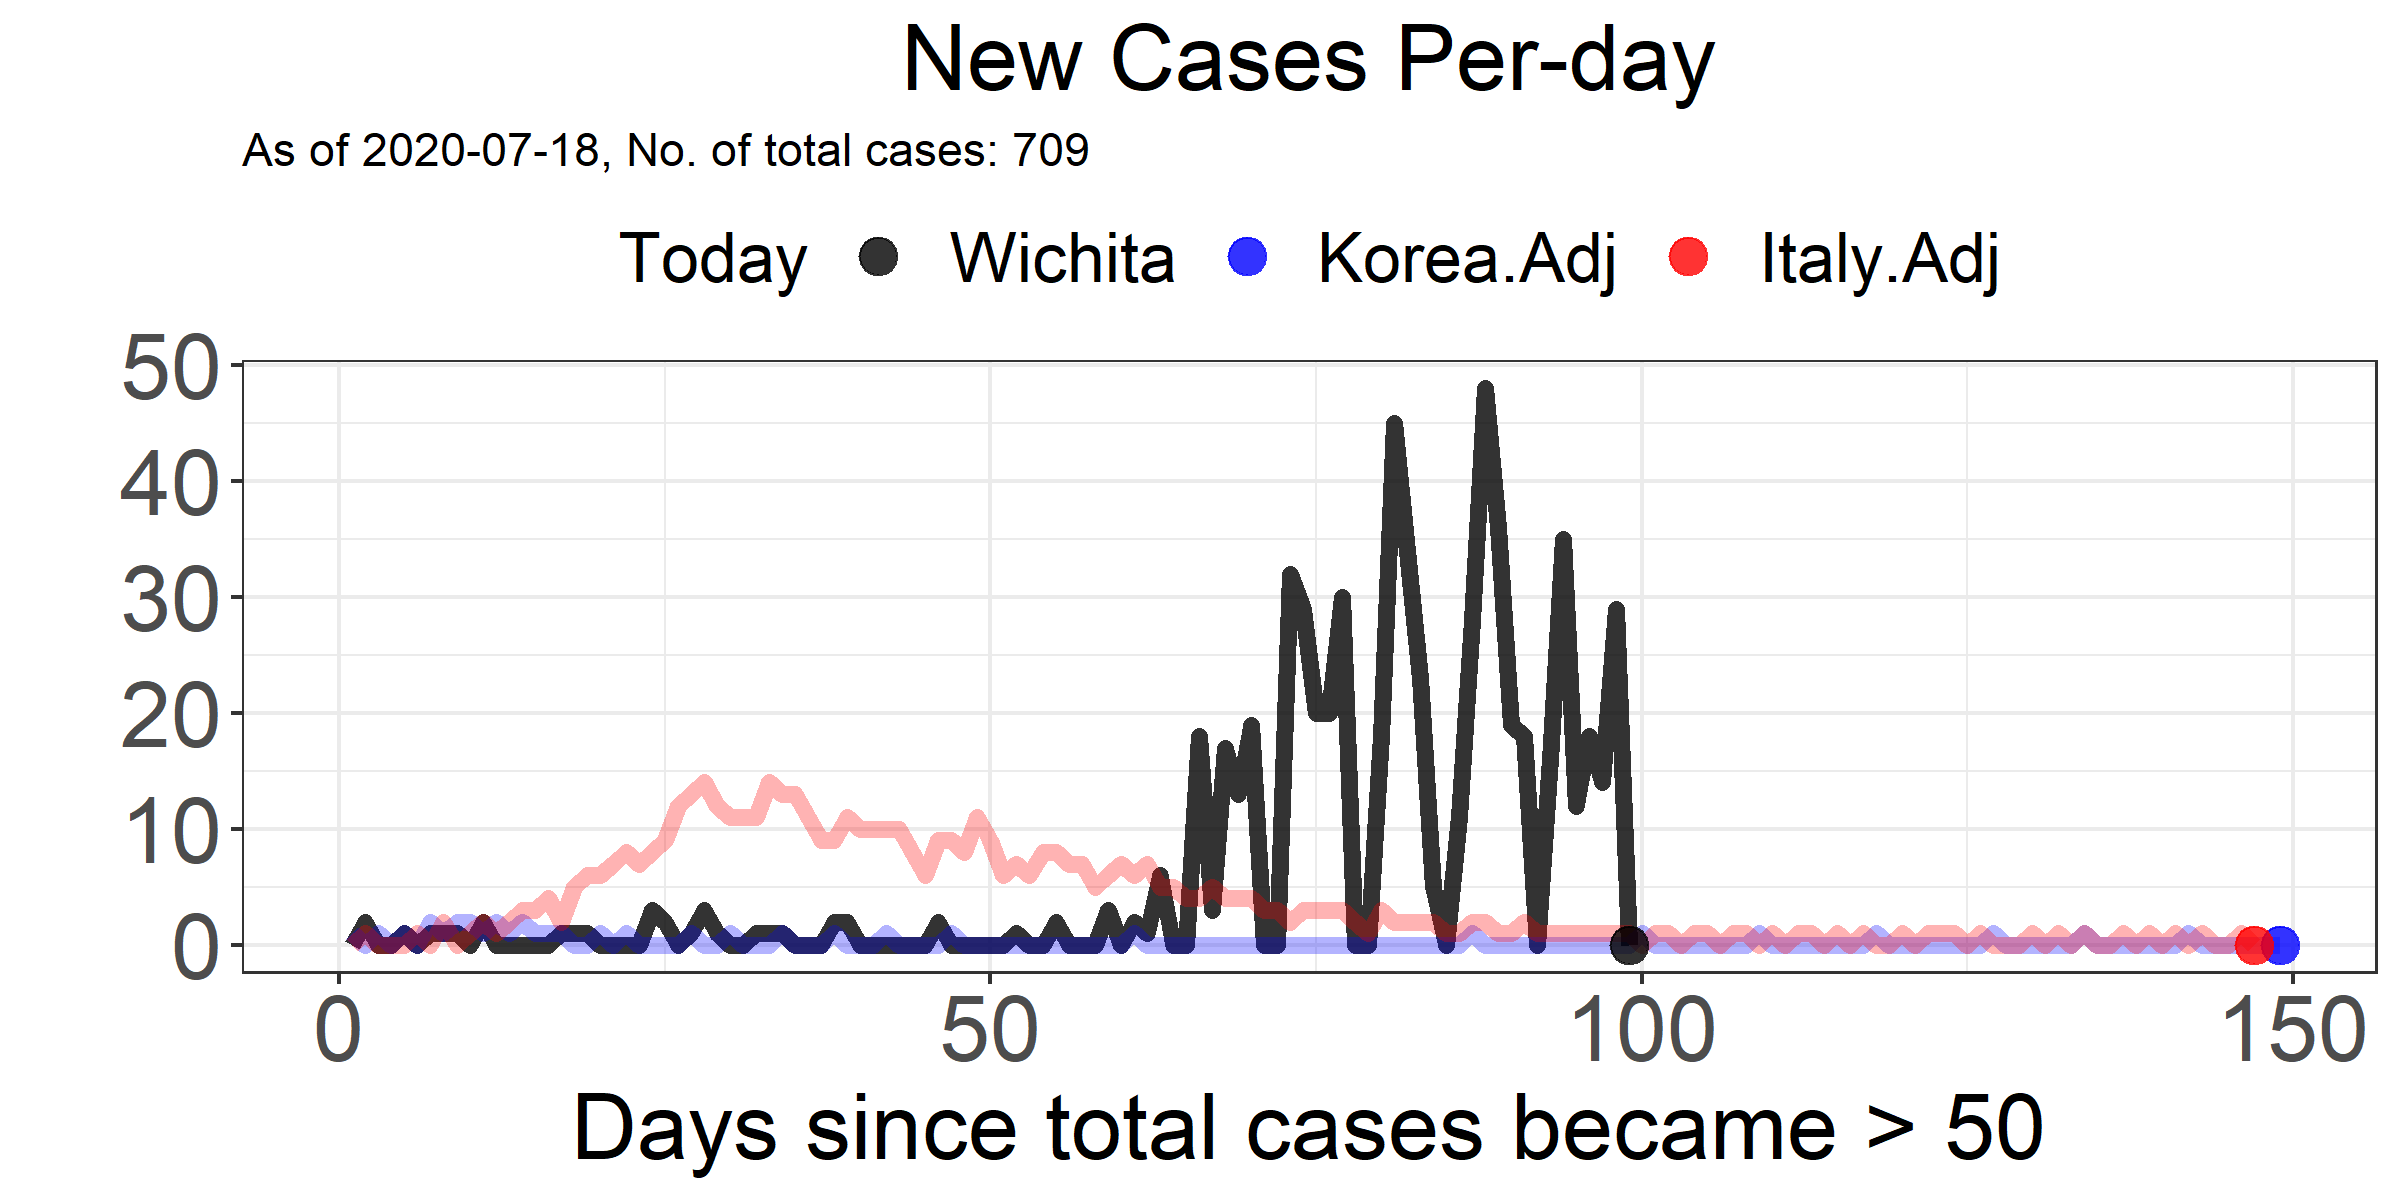 New Cases Per-day
As of 2020-07-18, No. of total cases: 709
Today Wichita Korea.Adj Italy.Adj
50
40
30
20
10
0
0 50 100 150
Days since total cases became > 50